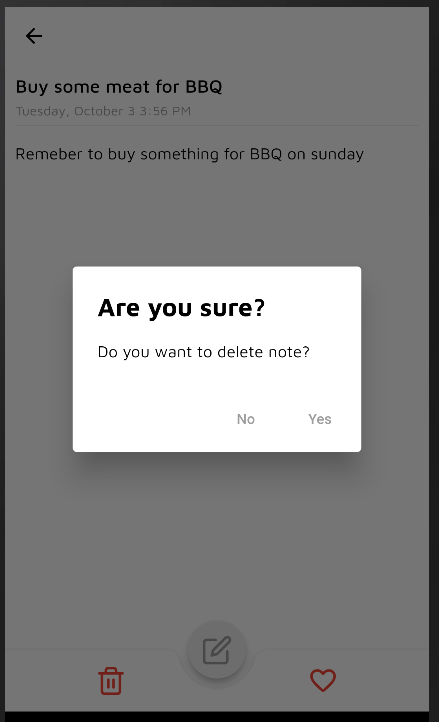 Buy some meat for BBQ
Tuesday, October 3 3:56 PM
Remeber to buy something for BBQ on sunday
Are you sure?
Do you want to delete note?
No Yes